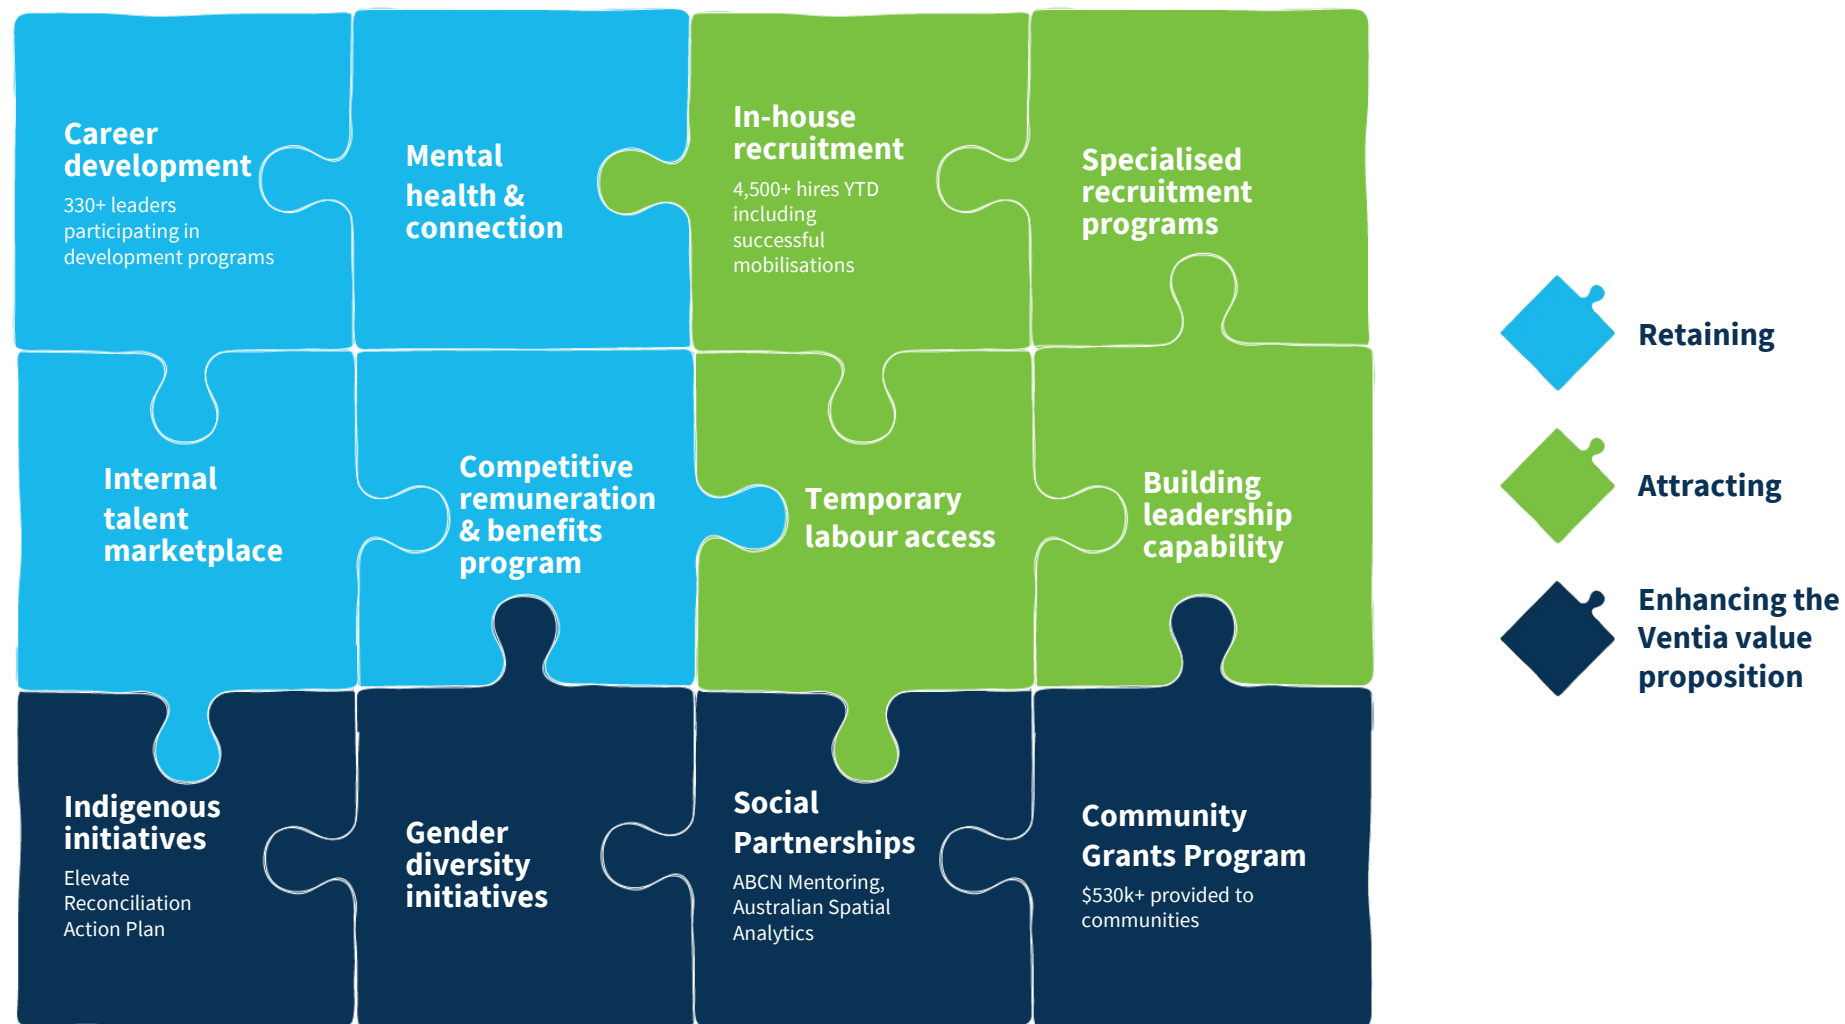 Career
development
330+ leaders
participating in
development programs
Mental
health &
connection
In-house
recruitment
4,500+ hires YTD
including
successful
mobilisations
Specialised
recruitment
programs
Internal
talent
marketplace
Competitive
remuneration
& benefits
program
Temporary
labour access
Building
leadership
capability
Indigenous
initiatives
Elevate
Reconciliation
Action Plan
Gender
diversity
initiatives
Social
Partnerships
ABCN Mentoring,
Australian Spatial
Analytics
Community
Grants Program
$530k+ provided to
communities
Retaining
Attracting
Enhancing the
Ventia value
proposition